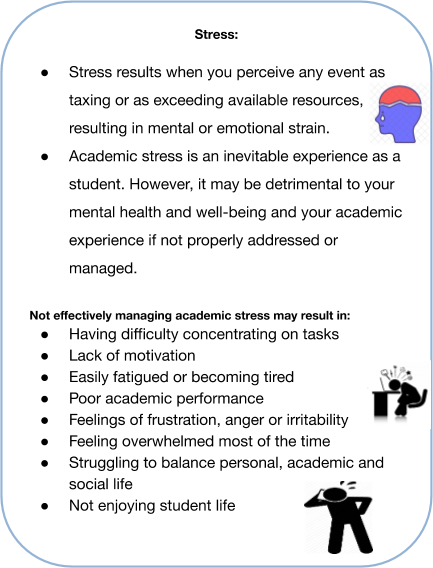 Stress:
● Stress results when you perceive any event as
taxing or as exceeding available resources,
resulting in mental or emotional strain.
● Academic stress is an inevitable experience as a
student. However, it may be detrimental to your
mental health and well-being and your academic
experience if not properly addressed or
managed.
Not effectively managing academic stress may result in:
● Having difficulty concentrating on tasks
● Lack of motivation
● Easily fatigued or becoming tired
● Poor academic performance
● Feelings of frustration, anger or irritability
● Feeling overwhelmed most of the time
● Struggling to balance personal, academic and
social life
● Not enjoying student life